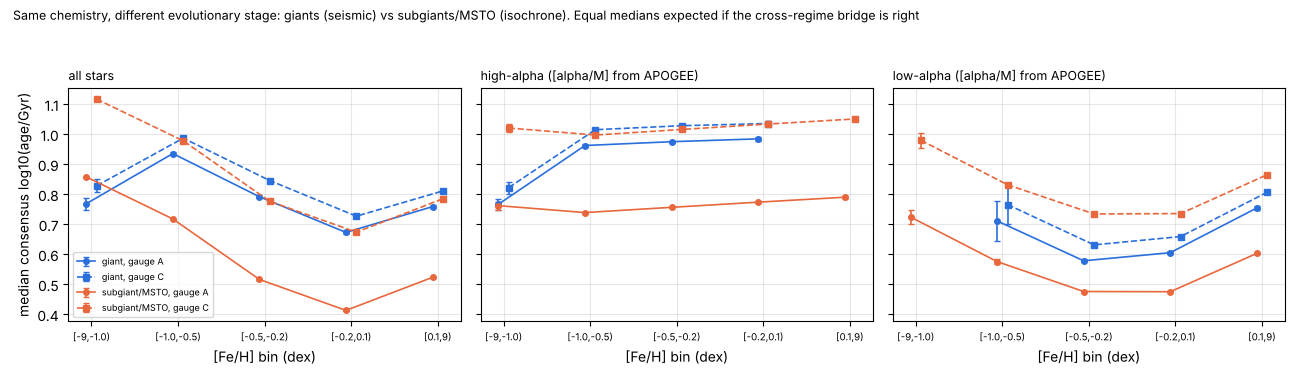 Same chemistry, different evolutionary stage: giants (seismic) vs subgiants/MSTO (isochrone). Equal medians expected if the cross-regime bridge is right
all stars
high-alpha ([alpha/M] from APOGEE)
low-alpha ([alpha/M] from APOGEE)
median consensus log10(age/Gyr)
1.1
1.0
0.9
0.8
0.7
0.6
0.5
0.4
giant, gauge A
giant, gauge C
subgiant/MSTO, gauge A
subgiant/MSTO, gauge C
[-9,-1.0)
[-1.0,-0.5)
[-0.5,-0.2)
[-0.2,0.1)
[0.1,9)
[-9,-1.0)
[-1.0,-0.5)
[-0.5,-0.2)
[-0.2,0.1)
[0.1,9)
[-9,-1.0)
[-1.0,-0.5)
[-0.5,-0.2)
[-0.2,0.1)
[0.1,9)
[Fe/H] bin (dex)
[Fe/H] bin (dex)
[Fe/H] bin (dex)